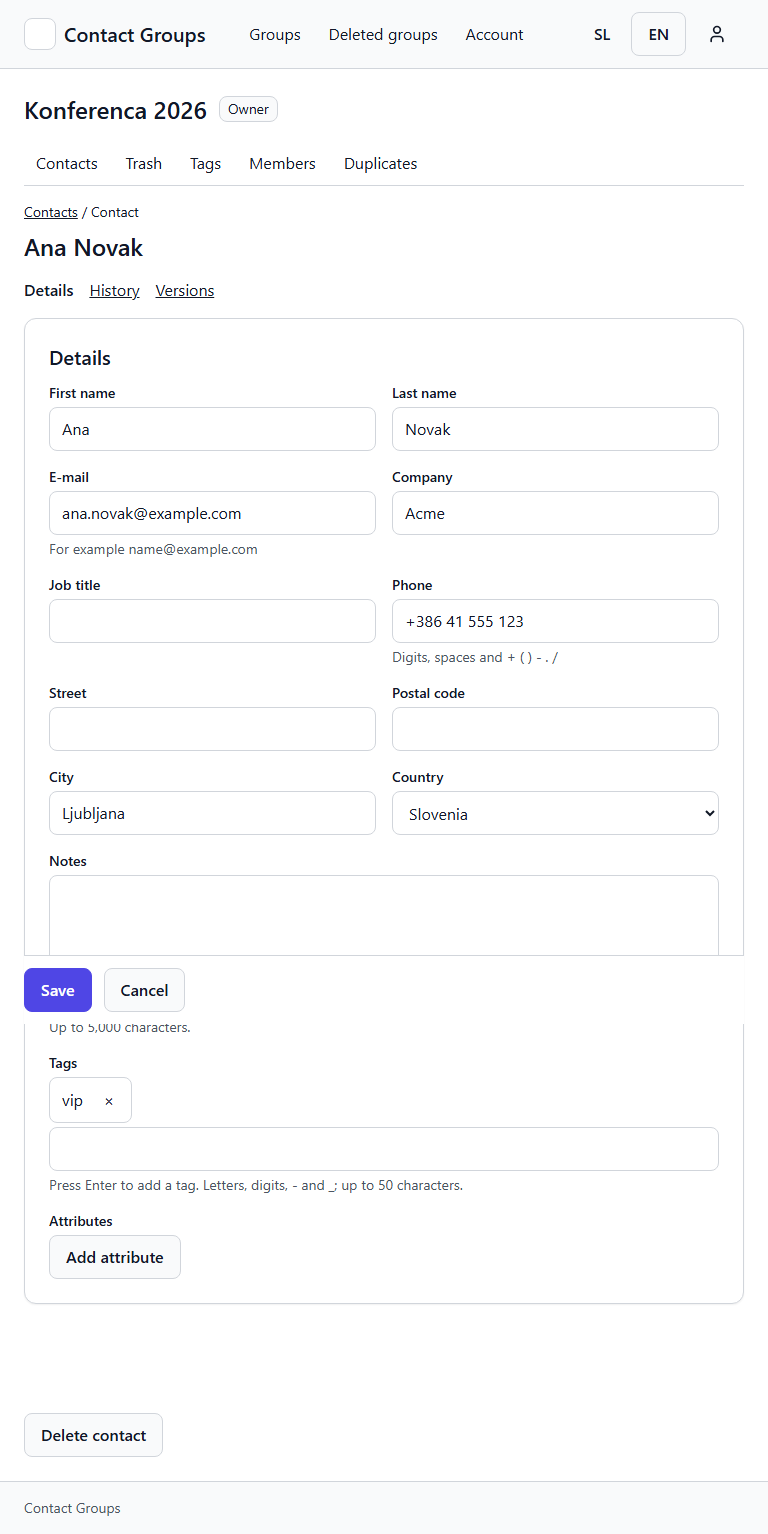 Contact Groups
Groups
Deleted groups
Account
SL
EN
Konferenca 2026
Owner
Contacts
Trash
Tags
Members
Duplicates
Contacts / Contact
Ana Novak
Details
History
Versions
Details
First name
Last name
Ana
Novak
E-mail
Company
ana.novak@example.com
Acme
For example name@example.com
Job title
Phone
+386 41 555 123
Digits, spaces and + ( ) - . /
Street
Postal code
City
Country
Ljubljana
Slovenia
Notes
Save
Cancel
Up to 5,000 characters.
Tags
vip ×
Press Enter to add a tag. Letters, digits, - and _; up to 50 characters.
Attributes
Add attribute
Delete contact
Contact Groups